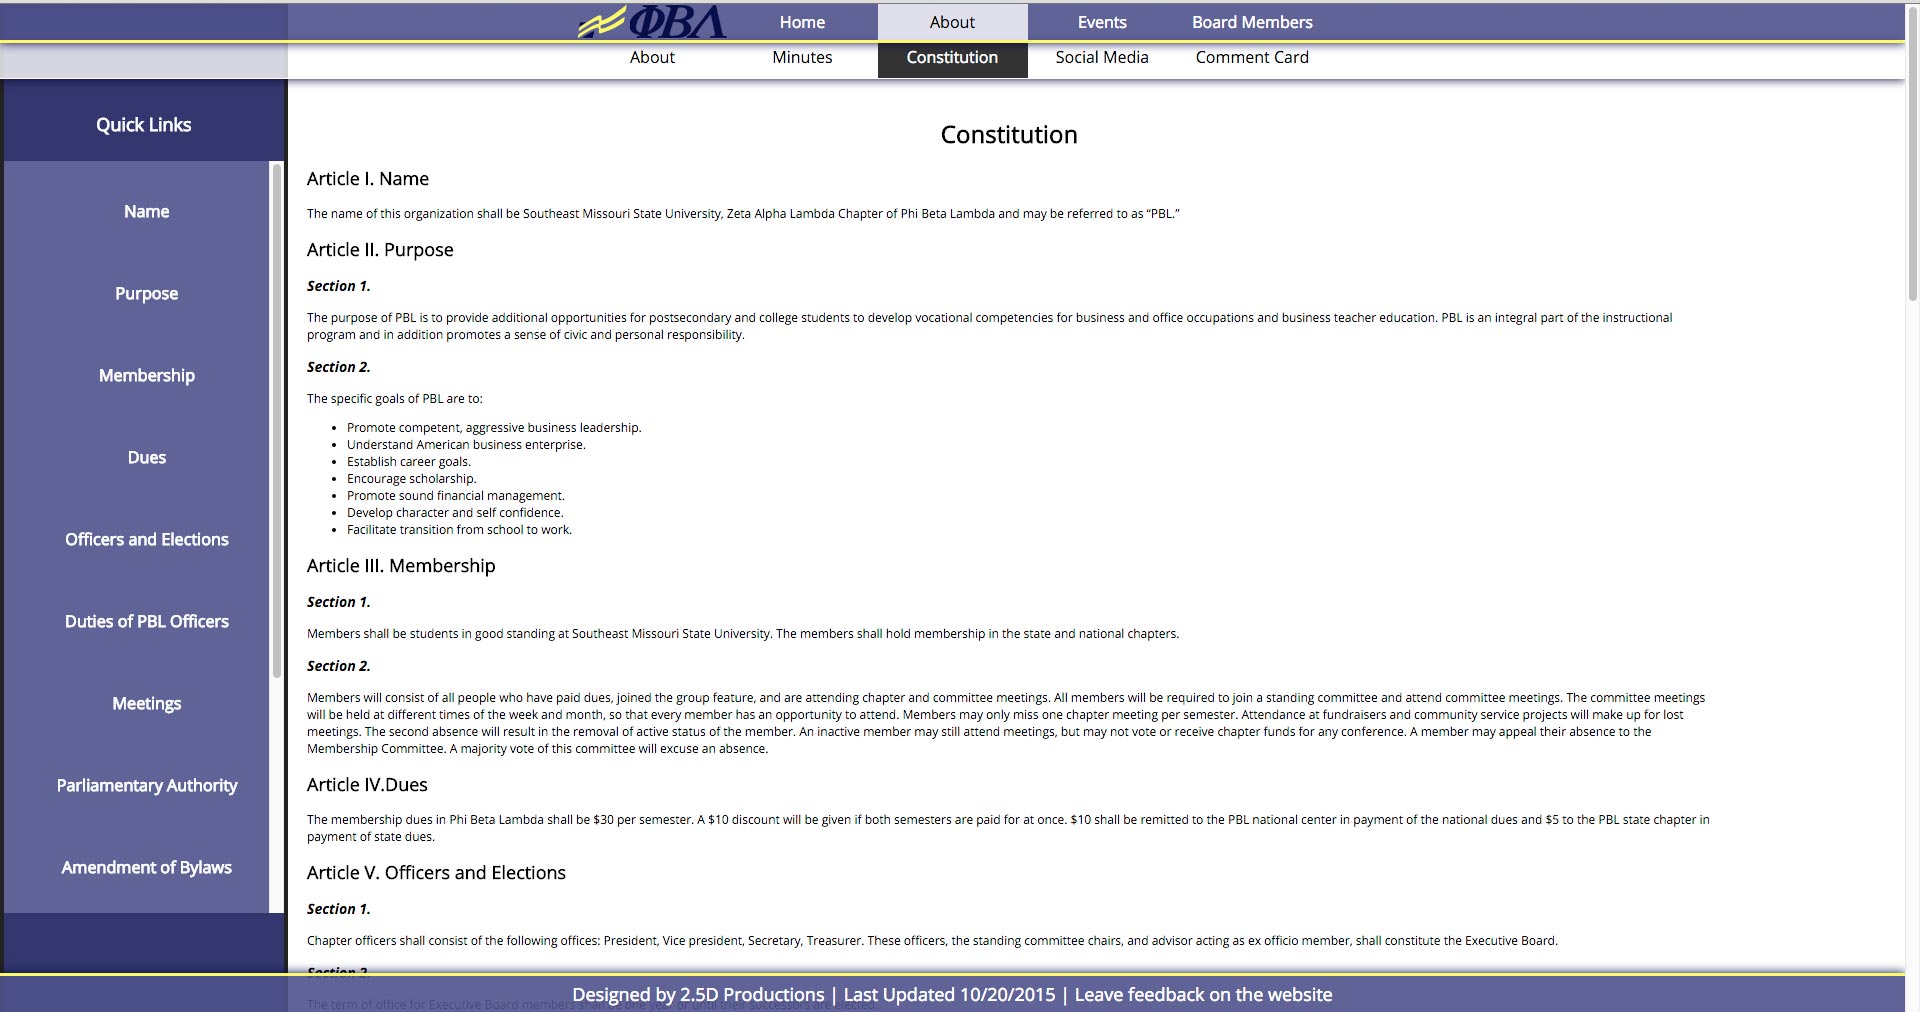 ΦΒΛ
Home
About
Events
Board Members
About
Minutes
Constitution
Social Media
Comment Card
Quick Links
Name
Purpose
Membership
Dues
Officers and Elections
Duties of PBL Officers
Meetings
Parliamentary Authority
Amendment of Bylaws
Constitution
Article I. Name
The name of this organization shall be Southeast Missouri State University, Zeta Alpha Lambda Chapter of Phi Beta Lambda and may be referred to as “PBL.”
Article II. Purpose
Section 1.
The purpose of PBL is to provide additional opportunities for postsecondary and college students to develop vocational competencies for business and office occupations and business teacher education. PBL is an integral part of the instructional
program and in addition promotes a sense of civic and personal responsibility.
Section 2.
The specific goals of PBL are to:
• Promote competent, aggressive business leadership.
• Understand American business enterprise.
• Establish career goals.
• Encourage scholarship.
• Promote sound financial management.
• Develop character and self confidence.
• Facilitate transition from school to work.
Article III. Membership
Section 1.
Members shall be students in good standing at Southeast Missouri State University. The members shall hold membership in the state and national chapters.
Section 2.
Members will consist of all people who have paid dues, joined the group feature, and are attending chapter and committee meetings. All members will be required to join a standing committee and attend committee meetings. The committee meetings
will be held at different times of the week and month, so that every member has an opportunity to attend. Members may only miss one chapter meeting per semester. Attendance at fundraisers and community service projects will make up for lost
meetings. The second absence will result in the removal of active status of the member. An inactive member may still attend meetings, but may not vote or receive chapter funds for any conference. A member may appeal their absence to the
Membership Committee. A majority vote of this committee will excuse an absence.
Article IV.Dues
The membership dues in Phi Beta Lambda shall be $30 per semester. A $10 discount will be given if both semesters are paid for at once. $10 shall be remitted to the PBL national center in payment of the national dues and $5 to the PBL state chapter in
payment of state dues.
Article V. Officers and Elections
Section 1.
Chapter officers shall consist of the following offices: President, Vice president, Secretary, Treasurer. These officers, the standing committee chairs, and advisor acting as ex officio member, shall constitute the Executive Board.
Section 2.
The term of office for Executive Board members shall be one year or until their successors are elected.
Designed by 2.5D Productions | Last Updated 10/20/2015 | Leave feedback on the website